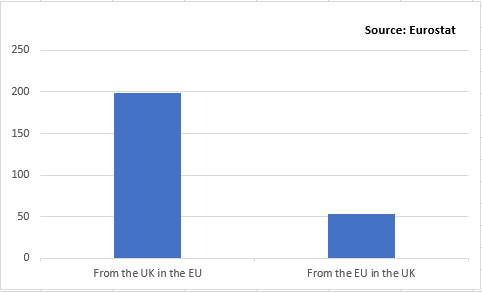 Source: Eurostat
250
200
150
100
50
0
From the UK in the EU
From the EU in the UK